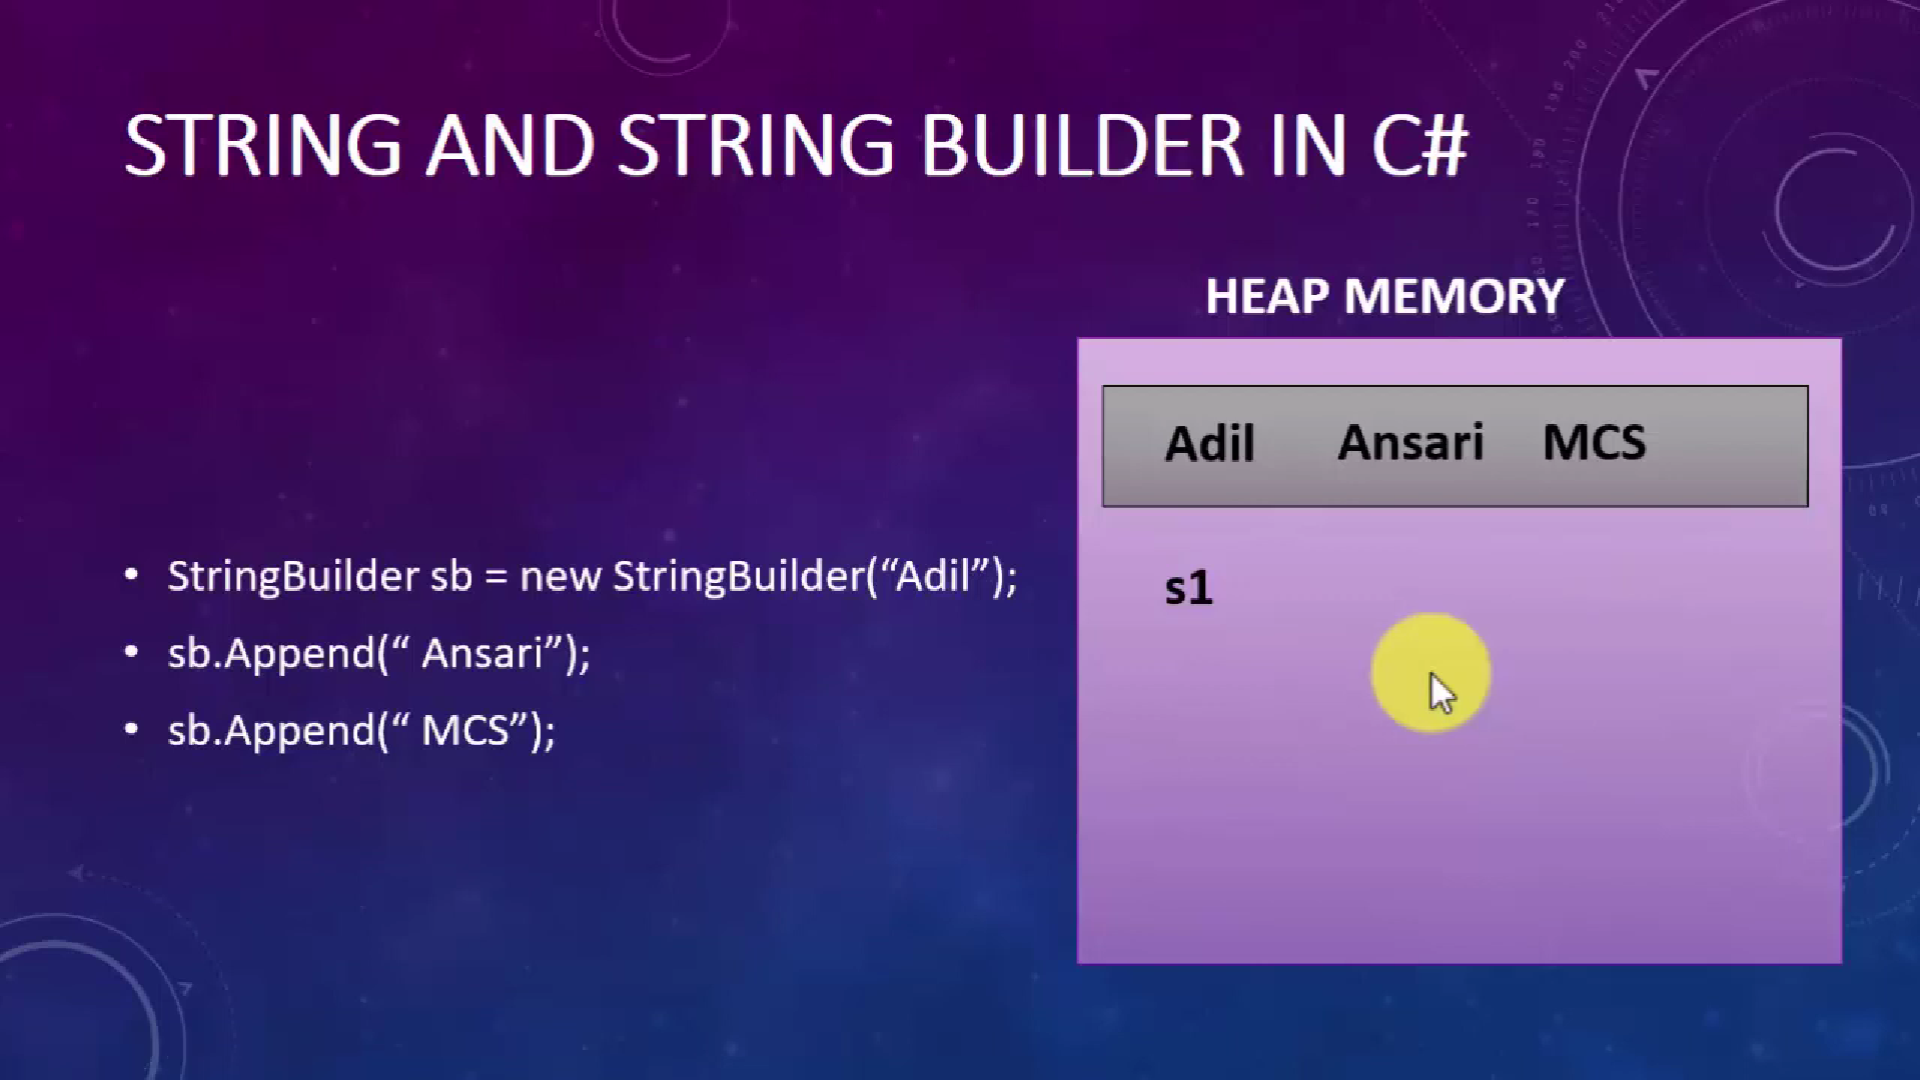 STRING AND STRING BUILDER IN C#
HEAP MEMORY
Adil Ansari MCS
s1
• StringBuilder sb = new StringBuilder(“Adil”);
• sb.Append(“ Ansari”);
• sb.Append(“ MCS”);